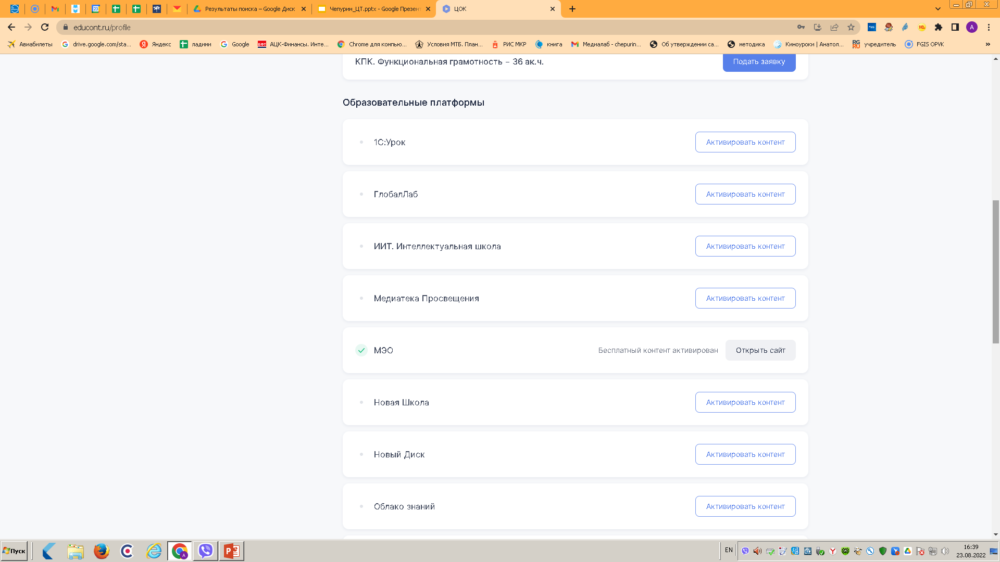 Результаты поиска – Google Диск
Чепурин_ЦТ.pptx - Google Презен
ЦОК
educont.ru/profile
Авиабилеты
drive.google.com/sta...
Яндекс
ладими
Google
АЦК-Финансы. Инте...
Chrome для компью...
Условия МТБ. План...
РИС МКР
книга
Медиалаб - chepurin...
Об утверждении са...
методика
Киноуроки | Анатол...
учредитель
FGIS OPVK
»
КПК. Функциональная грамотность – 36 ак.ч.
Подать заявку
Образовательные платформы
1С:Урок
Активировать контент
ГлобалЛаб
Активировать контент
ИИТ. Интеллектуальная школа
Активировать контент
Медиатека Просвещения
Активировать контент
МЭО
Бесплатный контент активирован
Открыть сайт
Новая Школа
Активировать контент
Новый Диск
Активировать контент
Облако знаний
Активировать контент
Пуск
EN
16:39
23.08.2022